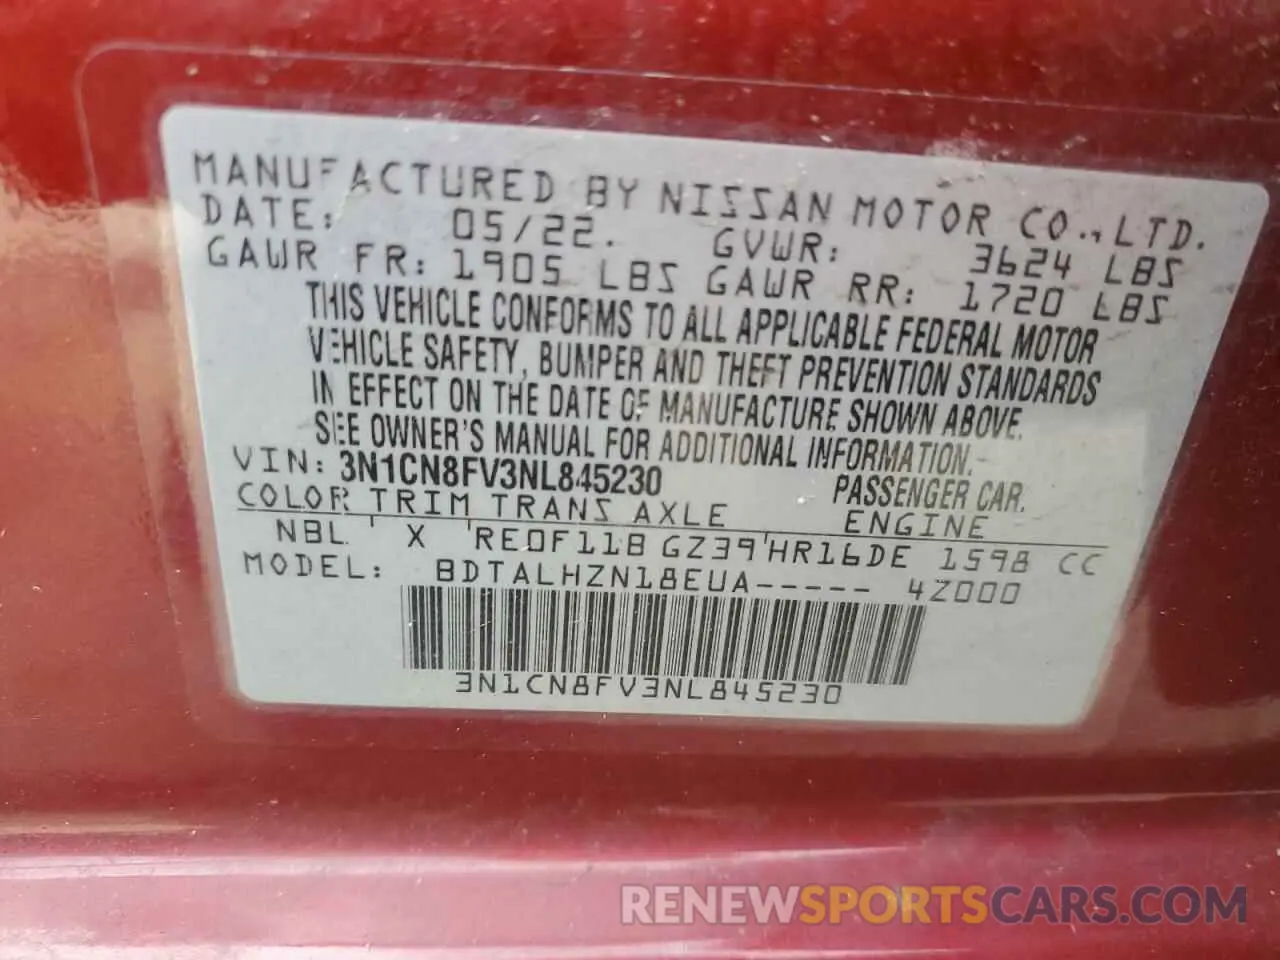 MANUFACTURED BY NISSAN MOTOR CO., LTD.
DATE: 05/22. GVWR: 3624 LBS
GAWR FR: 1905 LBS GAWR RR: 1720 LBS
THIS VEHICLE CONFORMS TO ALL APPLICABLE FEDERAL MOTOR
VEHICLE SAFETY, BUMPER AND THEFT PREVENTION STANDARDS
IN EFFECT ON THE DATE OF MANUFACTURE SHOWN ABOVE.
SEE OWNER'S MANUAL FOR ADDITIONAL INFORMATION.
VIN: 3N1CN8FV3NL845230 PASSENGER CAR.
COLOR TRIM TRANS AXLE ENGINE
NBL X RE0F11B GZ39 HR16DE 1598 CC
MODEL: BDTALHZN18EUA----- 4Z000
3N1CN8FV3NL845230
RENEWSPORTSCARS.COM